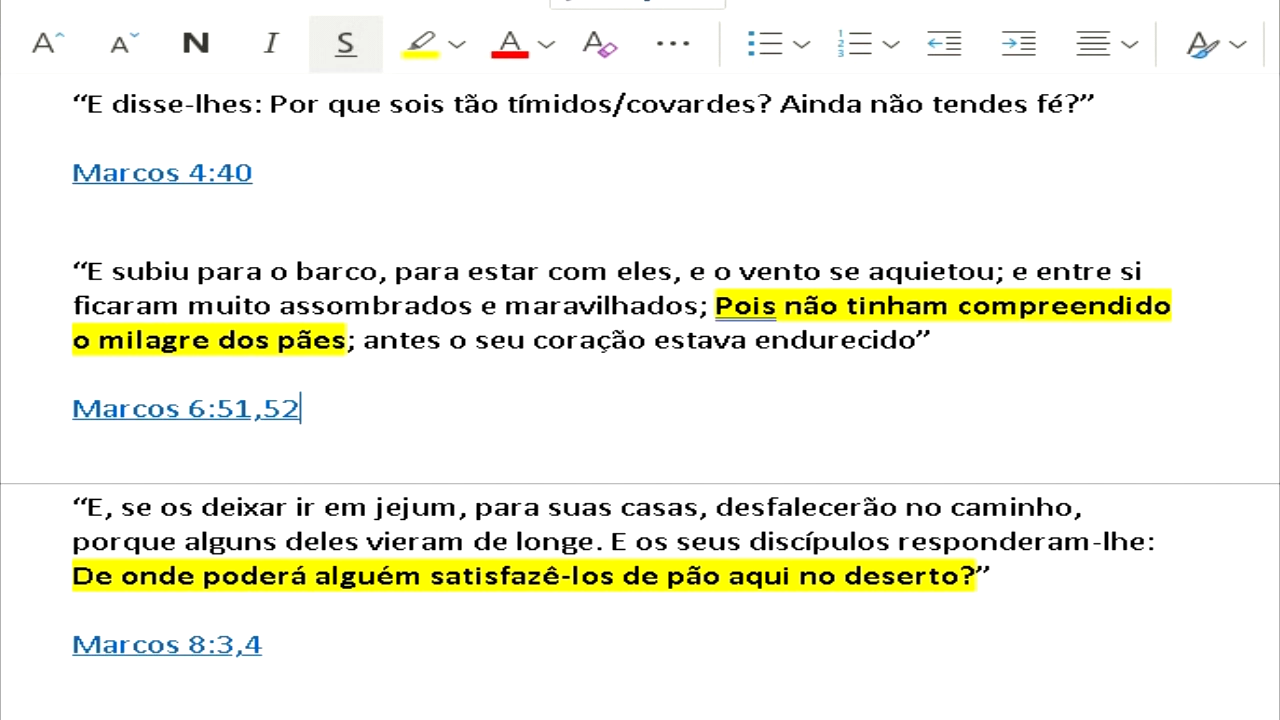 N I S
“E disse-lhes: Por que sois tão tímidos/covardes? Ainda não tendes fé?”
Marcos 4:40
“E subiu para o barco, para estar com eles, e o vento se aquietou; e entre si
ficaram muito assombrados e maravilhados; Pois não tinham compreendido
o milagre dos pães; antes o seu coração estava endurecido”
Marcos 6:51,52
“E, se os deixar ir em jejum, para suas casas, desfalecerão no caminho,
porque alguns deles vieram de longe. E os seus discípulos responderam-lhe:
De onde poderá alguém satisfazê-los de pão aqui no deserto?”
Marcos 8:3,4